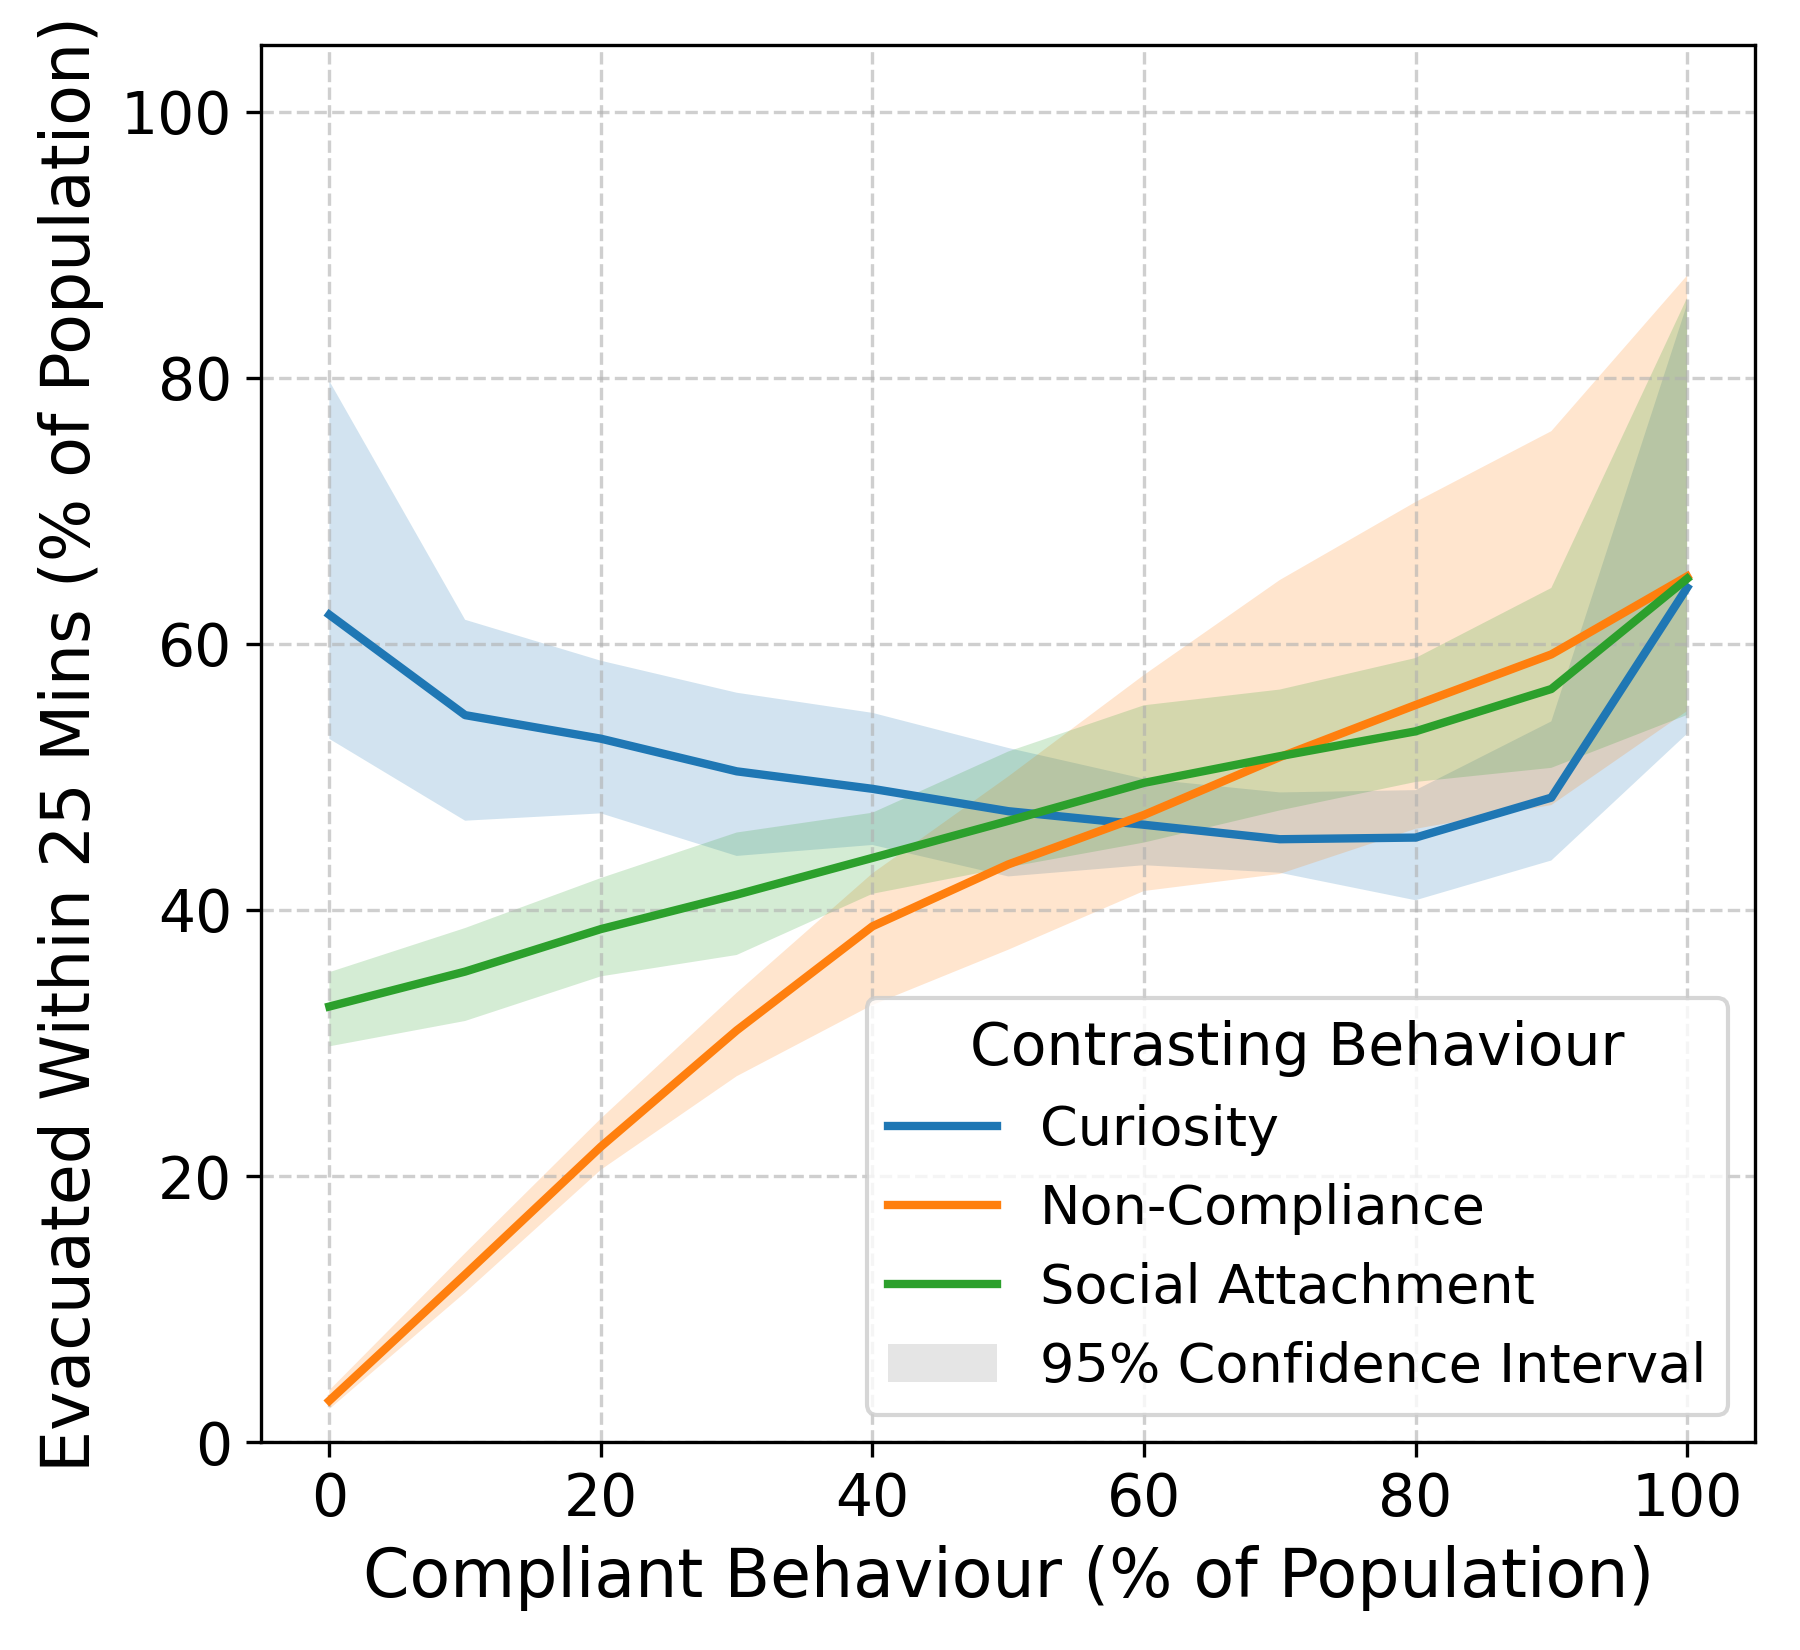 Evacuated Within 25 Mins (% of Population)
100
80
60
40
20
0
Contrasting Behaviour
Curiosity
Non-Compliance
Social Attachment
95% Confidence Interval
0 20 40 60 80 100
Compliant Behaviour (% of Population)